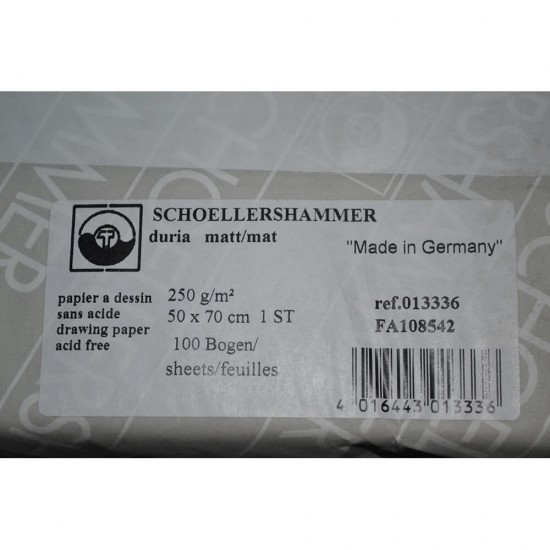 SCHOELLERSHAMMER
duria matt/mat
"Made in Germany"
papier a dessin
sans acide
drawing paper
acid free
250 g/m²
50 x 70 cm 1 ST
100 Bogen/
sheets/feuilles
ref.013336
FA108542
4 016443 013336